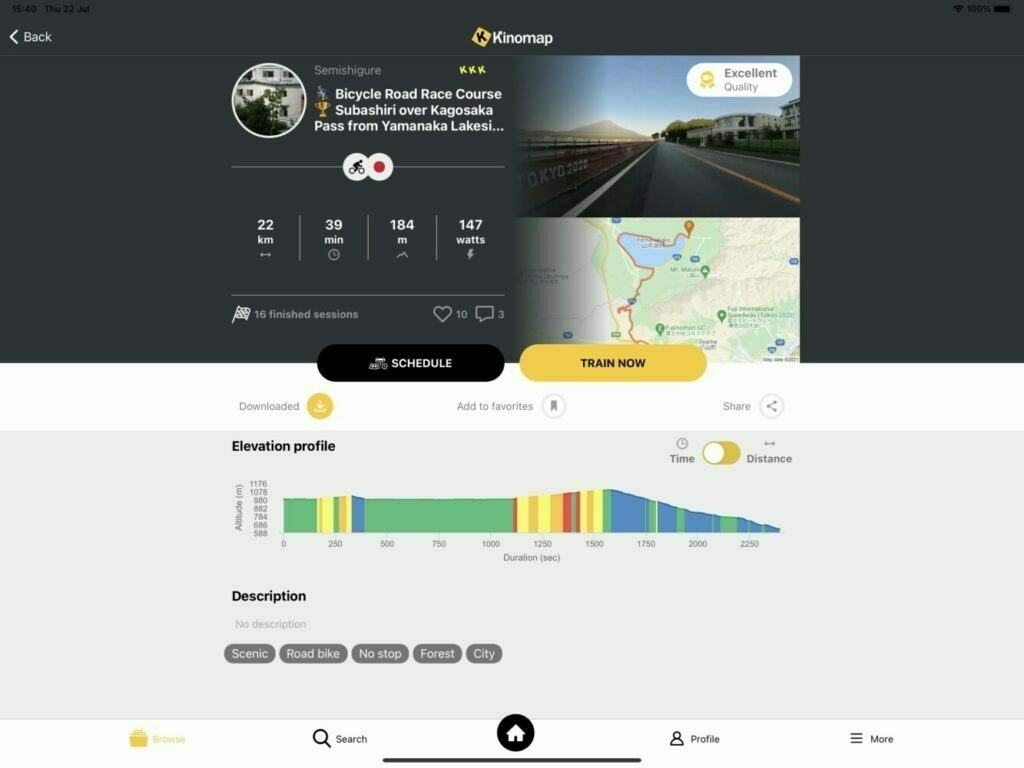 15:40 Thu 22 Jul
100%
Back
Kinomap
Semishigure
KKK
Bicycle Road Race Course
Subashiri over Kagosaka
Pass from Yamanaka Lakesi...
Excellent
Quality
TOKYO 2020
22
km
39
min
184
m
147
watts
16 finished sessions
10
3
Yamanakako
Mt. Mikuni
Fuji International
Speedway (Tokyo 2020)
Fujinomon GC
Oyama
小山町
Map data ©2021
SCHEDULE
TRAIN NOW
Downloaded
Add to favorites
Share
Elevation profile
Time
Distance
Altitude (m)
1176
1078
980
882
784
686
588
0 250 500 750 1000 1250 1500 1750 2000 2250
Duration (sec)
Description
No description
Scenic Road bike No stop Forest City
Browse
Search
Profile
More